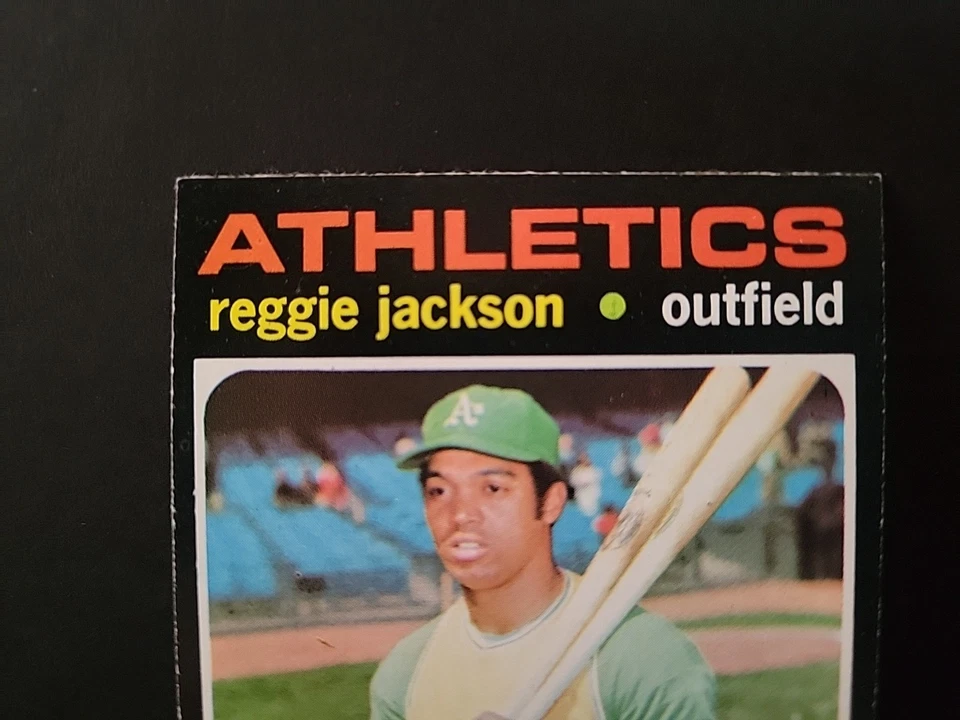 ATHLETICS
reggie jackson • outfield
A's